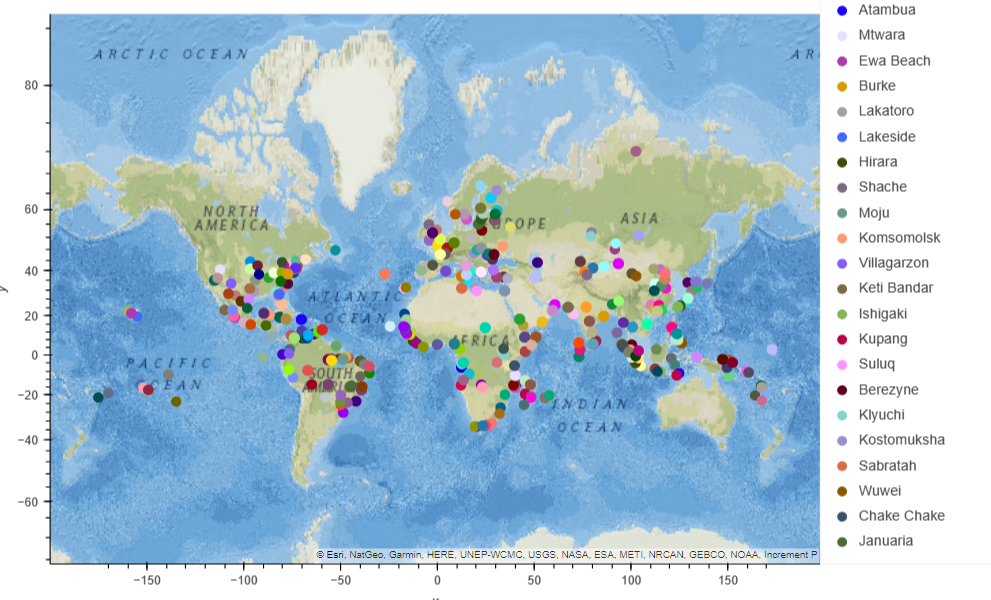 ARCTIC OCEAN
AR
80
60
NORTH
AMERICA
ASIA
40
ATLANTIC
OCEAN
20
y
AFRICA
0
PACIFIC
OCEAN
SOUTH
−20
INDIAN
OCEAN
−40
−60
© Esri, NatGeo, Garmin, HERE, UNEP-WCMC, USGS, NASA, ESA, METI, NRCAN, GEBCO, NOAA, Increment P
−150 −100 −50 0 50 100 150
Atambua
Mtwara
Ewa Beach
Burke
Lakatoro
Lakeside
Hirara
Shache
Moju
Komsomolsk
Villagarzon
Keti Bandar
Ishigaki
Kupang
Suluq
Berezyne
Klyuchi
Kostomuksha
Sabratah
Wuwei
Chake Chake
Januaria